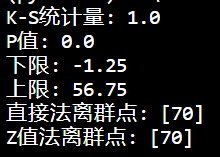 K-S统计量: 1.0
P值: 0.0
下限: -1.25
上限: 56.75
直接法离群点: [70]
Z值法离群点: [70]